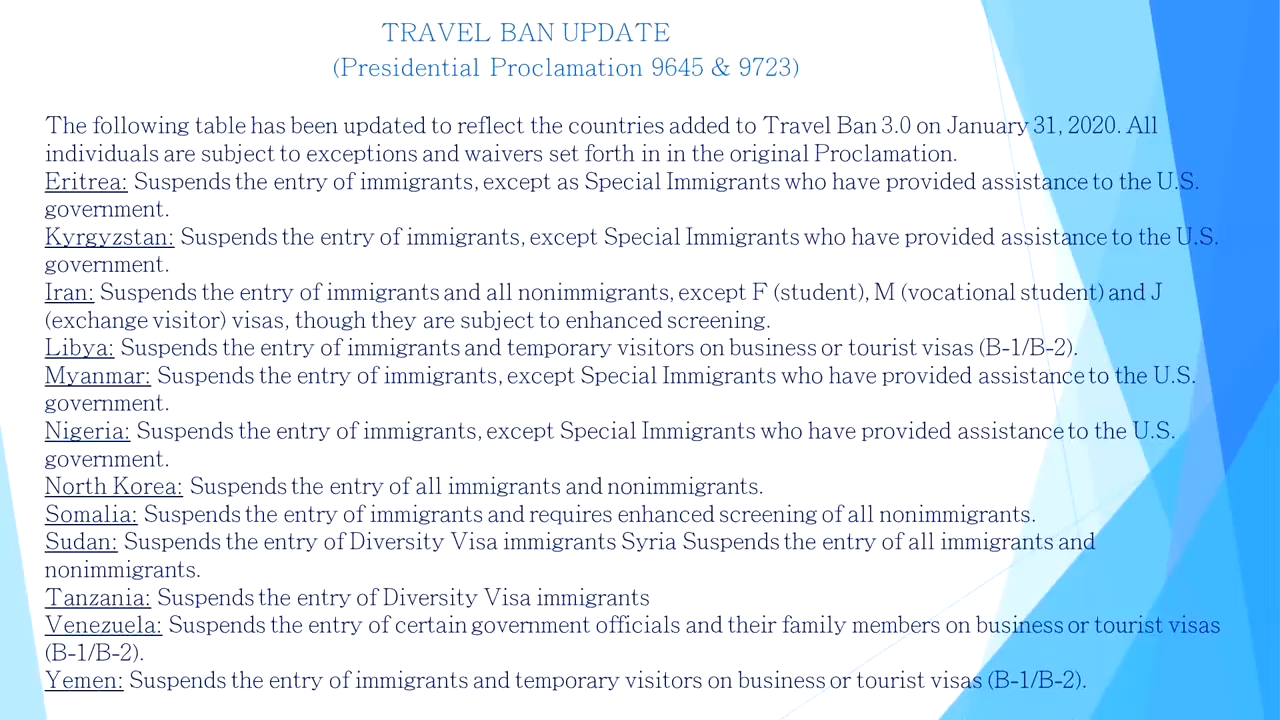 TRAVEL BAN UPDATE
(Presidential Proclamation 9645 & 9723)
The following table has been updated to reflect the countries added to Travel Ban 3.0 on January 31, 2020. All
individuals are subject to exceptions and waivers set forth in in the original Proclamation.
Eritrea: Suspends the entry of immigrants, except as Special Immigrants who have provided assistance to the U.S.
government.
Kyrgyzstan: Suspends the entry of immigrants, except Special Immigrants who have provided assistance to the U.S.
government.
Iran: Suspends the entry of immigrants and all nonimmigrants, except F (student), M (vocational student) and J
(exchange visitor) visas, though they are subject to enhanced screening.
Libya: Suspends the entry of immigrants and temporary visitors on business or tourist visas (B-1/B-2).
Myanmar: Suspends the entry of immigrants, except Special Immigrants who have provided assistance to the U.S.
government.
Nigeria: Suspends the entry of immigrants, except Special Immigrants who have provided assistance to the U.S.
government.
North Korea: Suspends the entry of all immigrants and nonimmigrants.
Somalia: Suspends the entry of immigrants and requires enhanced screening of all nonimmigrants.
Sudan: Suspends the entry of Diversity Visa immigrants Syria Suspends the entry of all immigrants and
nonimmigrants.
Tanzania: Suspends the entry of Diversity Visa immigrants
Venezuela: Suspends the entry of certain government officials and their family members on business or tourist visas
(B-1/B-2).
Yemen: Suspends the entry of immigrants and temporary visitors on business or tourist visas (B-1/B-2).